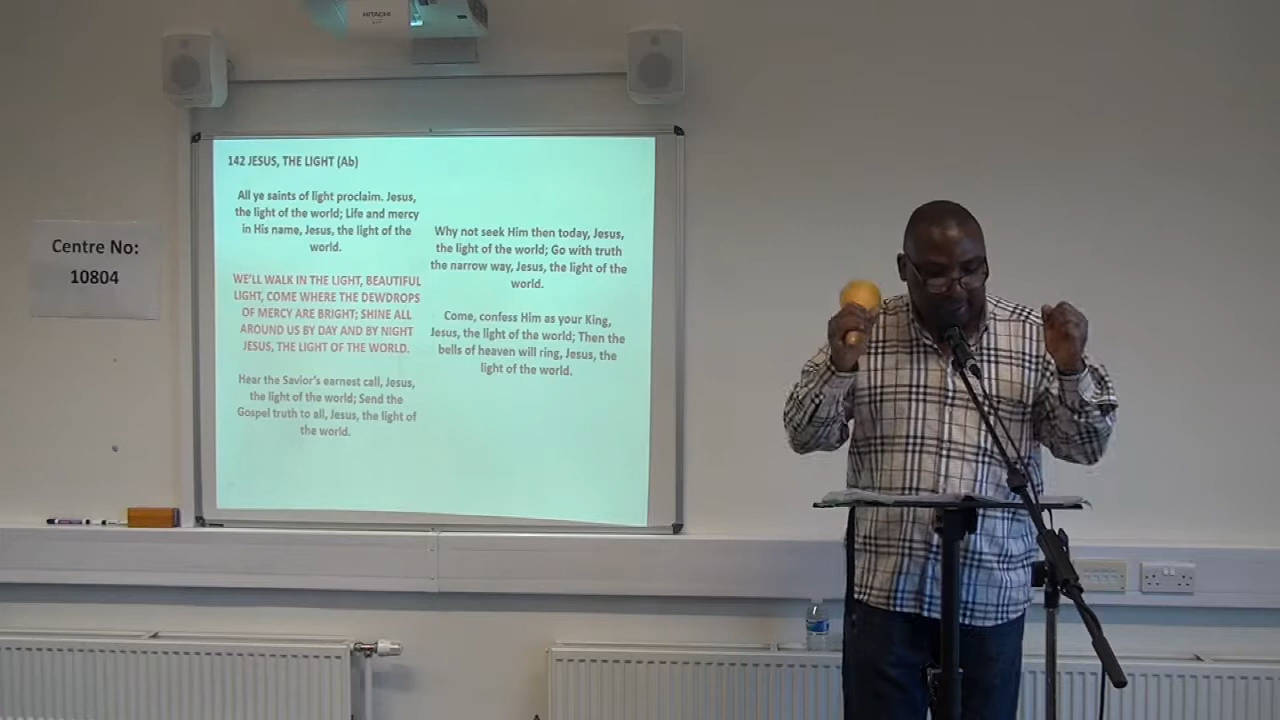 HITACHI
142 JESUS, THE LIGHT (Ab)
All ye saints of light proclaim. Jesus,
the light of the world; Life and mercy
in His name, Jesus, the light of the
world.
WE'LL WALK IN THE LIGHT, BEAUTIFUL
LIGHT, COME WHERE THE DEWDROPS
OF MERCY ARE BRIGHT; SHINE ALL
AROUND US BY DAY AND BY NIGHT
JESUS, THE LIGHT OF THE WORLD.
Hear the Savior's earnest call, Jesus,
the light of the world; Send the
Gospel truth to all, Jesus, the light of
the world.
Why not seek Him then today, Jesus,
the light of the world; Go with truth
the narrow way, Jesus, the light of the
world.
Come, confess Him as your King,
Jesus, the light of the world; Then the
bells of heaven will ring, Jesus, the
light of the world.
Centre No:
10804